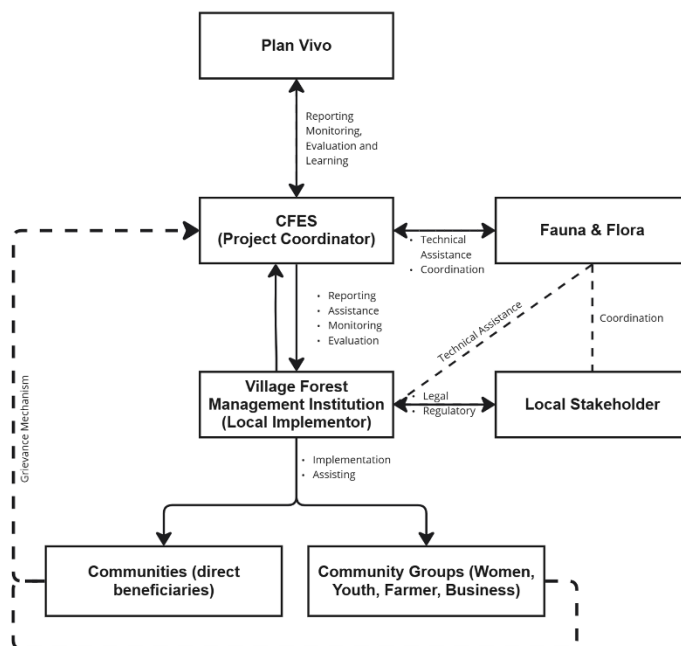 Plan Vivo
Reporting
Monitoring,
Evaluation and
Learning
CFES
(Project Coordinator)
· Technical
Assistance
· Coordination
Fauna & Flora
· Reporting
· Assistance
· Monitoring
· Evaluation
Technical Assistance
Coordination
Village Forest
Management Institution
(Local Implementor)
· Legal
· Regulatory
Local Stakeholder
Grievance Mechanism
· Implementation
· Assisting
Communities (direct
beneficiaries)
Community Groups (Women,
Youth, Farmer, Business)